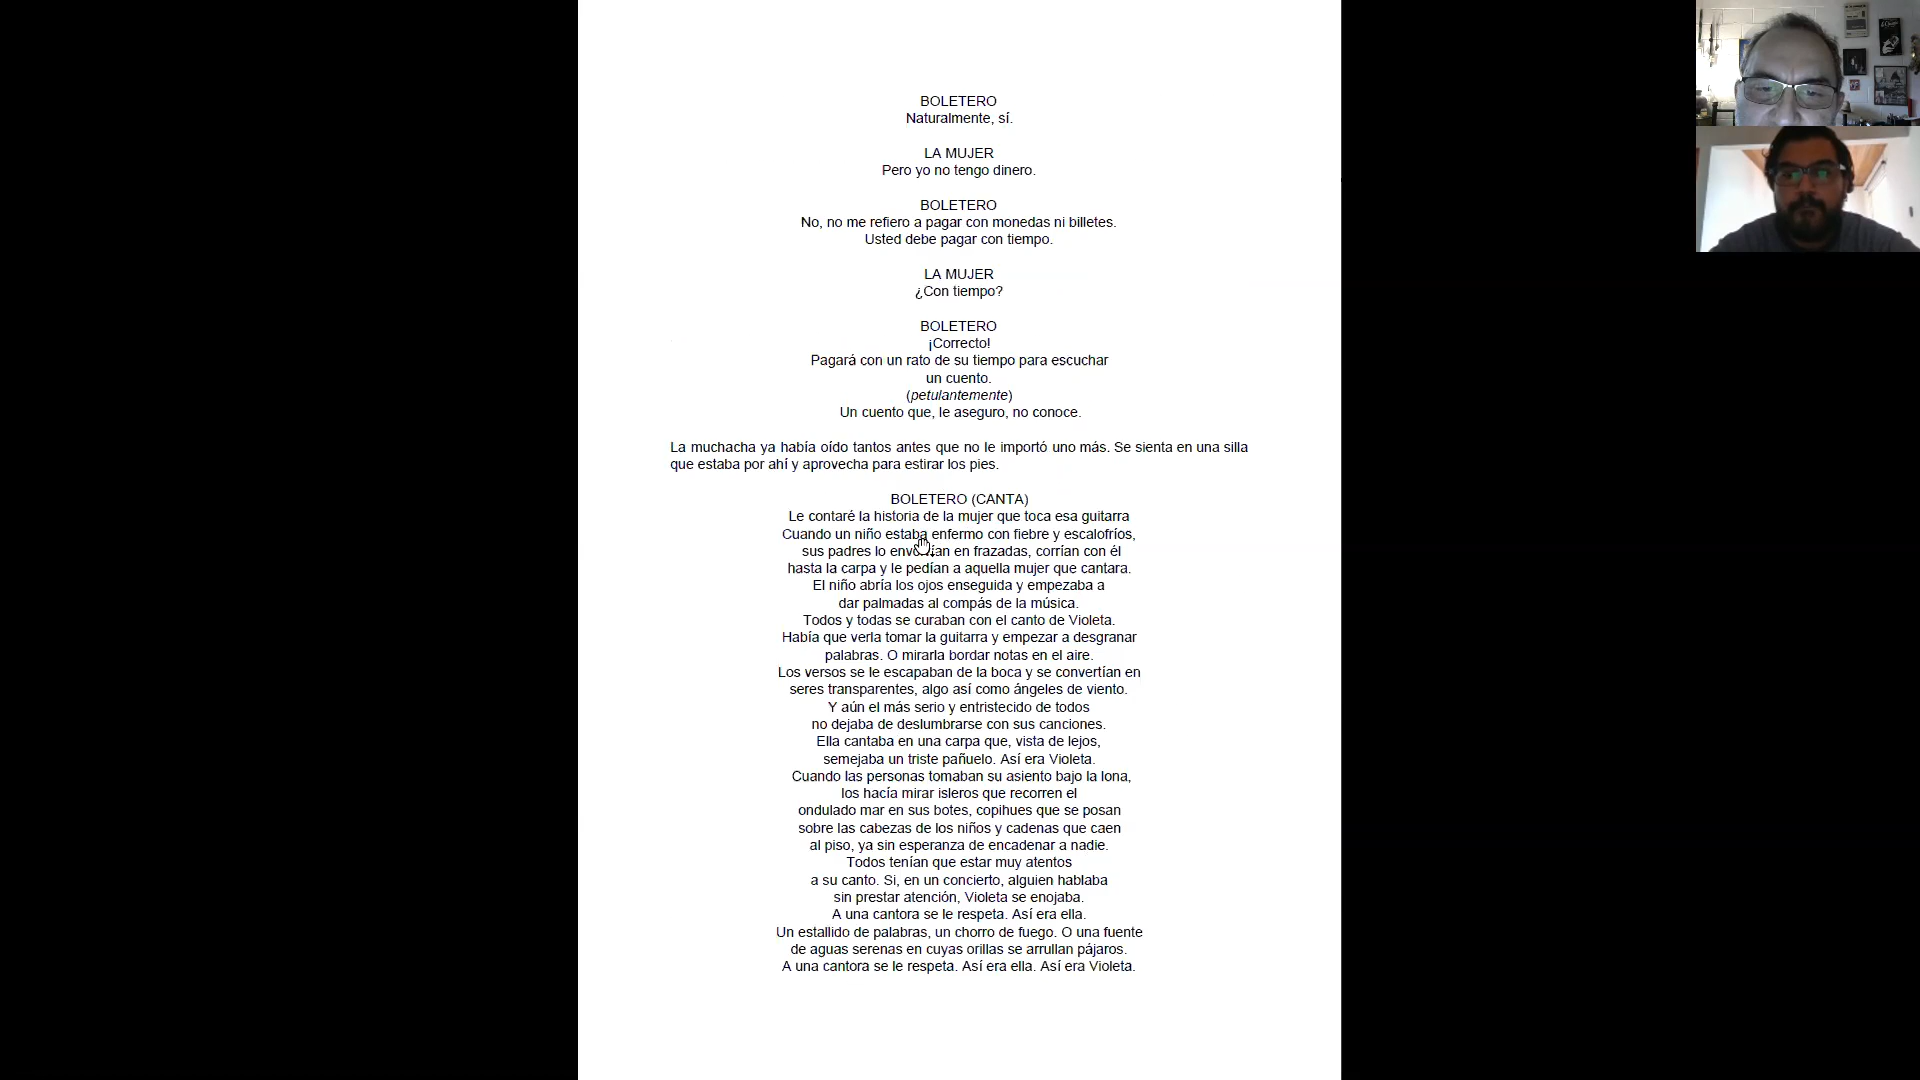 BOLETERO
Naturalmente, sí.
LA MUJER
Pero yo no tengo dinero.
BOLETERO
No, no me refiero a pagar con monedas ni billetes.
Usted debe pagar con tiempo.
LA MUJER
¿Con tiempo?
BOLETERO
¡Correcto!
Pagará con un rato de su tiempo para escuchar
un cuento.
(petulantemente)
Un cuento que, le aseguro, no conoce.
La muchacha ya había oído tantos antes que no le importó uno más. Se sienta en una silla
que estaba por ahí y aprovecha para estirar los pies.
BOLETERO (CANTA)
Le contaré la historia de la mujer que toca esa guitarra
Cuando un niño estaba enfermo con fiebre y escalofríos,
sus padres lo envolvían en frazadas, corrían con él
hasta la carpa y le pedían a aquella mujer que cantara.
El niño abría los ojos enseguida y empezaba a
dar palmadas al compás de la música.
Todos y todas se curaban con el canto de Violeta.
Había que verla tomar la guitarra y empezar a desgranar
palabras. O mirarla bordar notas en el aire.
Los versos se le escapaban de la boca y se convertían en
seres transparentes, algo así como ángeles de viento.
Y aún el más serio y entristecido de todos
no dejaba de deslumbrarse con sus canciones.
Ella cantaba en una carpa que, vista de lejos,
semejaba un triste pañuelo. Así era Violeta.
Cuando las personas tomaban su asiento bajo la lona,
los hacía mirar isleros que recorren el
ondulado mar en sus botes, copihues que se posan
sobre las cabezas de los niños y cadenas que caen
al piso, ya sin esperanza de encadenar a nadie.
Todos tenían que estar muy atentos
a su canto. Si, en un concierto, alguien hablaba
sin prestar atención, Violeta se enojaba.
A una cantora se le respeta. Así era ella.
Un estallido de palabras, un chorro de fuego. O una fuente
de aguas serenas en cuyas orillas se arrullan pájaros.
A una cantora se le respeta. Así era ella. Así era Violeta.